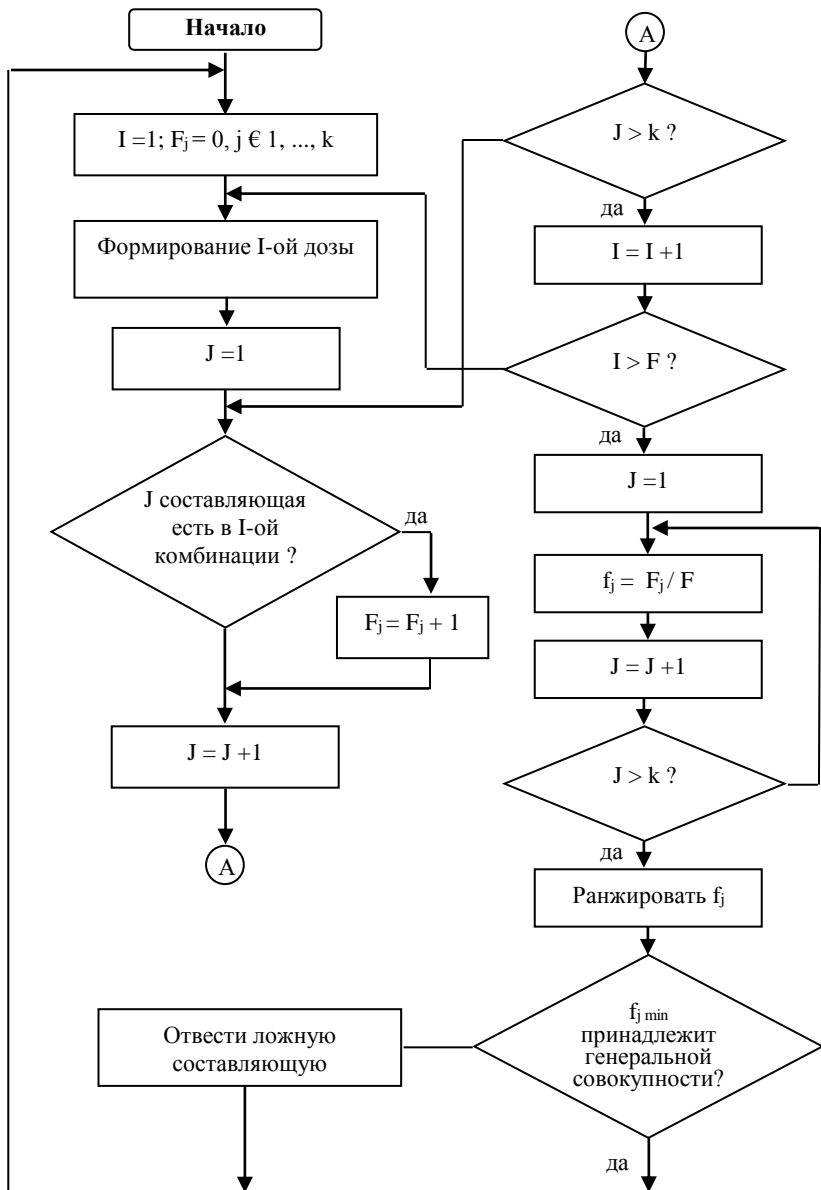 Начало
I =1; Fj = 0, j € 1, ..., k
Формирование I-ой дозы
J =1
J составляющая
есть в I-ой
комбинации ?
да
Fj = Fj + 1
J = J +1
A
A
J > k ?
да
I = I +1
I > F ?
да
J =1
fj = Fj / F
J = J +1
J > k ?
да
Ранжировать fj
fj min
принадлежит
генеральной
совокупности?
Отвести ложную
составляющую
да